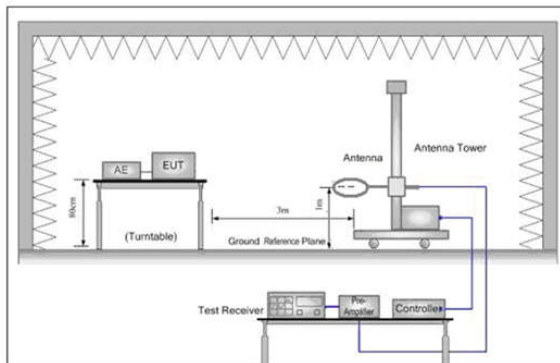 AE
EUT
80cm
(Turntable)
3m
Antenna
Antenna Tower
1m
Ground Reference Plane
Test Receiver
Pre-
Amplifier
Controller